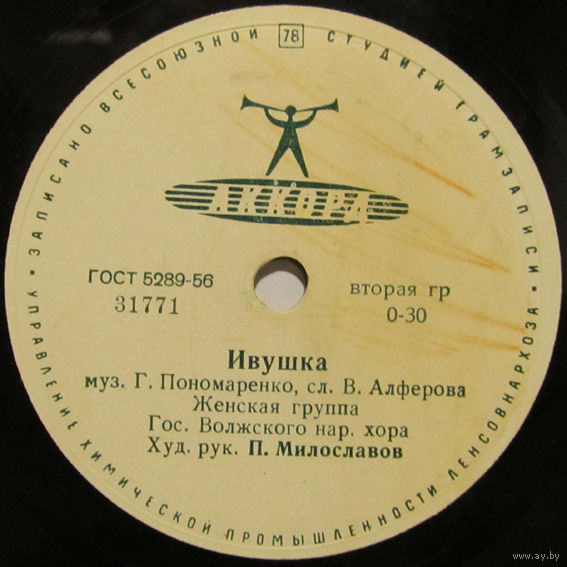 ЗАПИСАНО ВСЕСОЮЗНОЙ 78 СТУДИЕЙ ГРАМЗАПИСИ
АККОРД
ГОСТ 5289-56
31771
вторая гр
0-30
Ивушка
муз. Г. Пономаренко, сл. В. Алферова
Женская группа
Гос. Волжского нар. хора
Худ. рук. П. Милославов
• УПРАВЛЕНИЕ ХИМИЧЕСКОЙ ПРОМЫШЛЕННОСТИ ЛЕНСОВНАРХОЗА •
www.ay.by